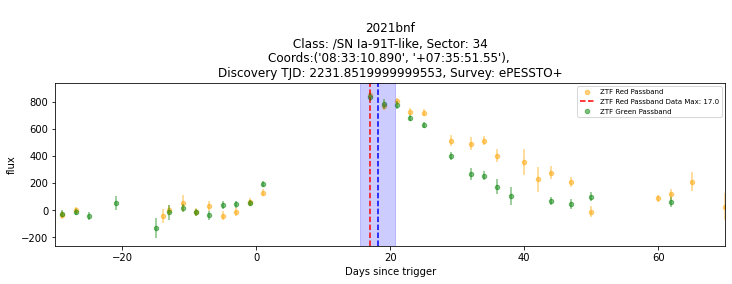 2021bnf
Class: /SN Ia-91T-like, Sector: 34
Coords:('08:33:10.890', '+07:35:51.55'),
Discovery TJD: 2231.8519999999553, Survey: ePESSTO+
ZTF Red Passband
ZTF Red Passband Data Max: 17.0
ZTF Green Passband
flux
800
600
400
200
0
−200
−20
0
20
40
60
Days since trigger